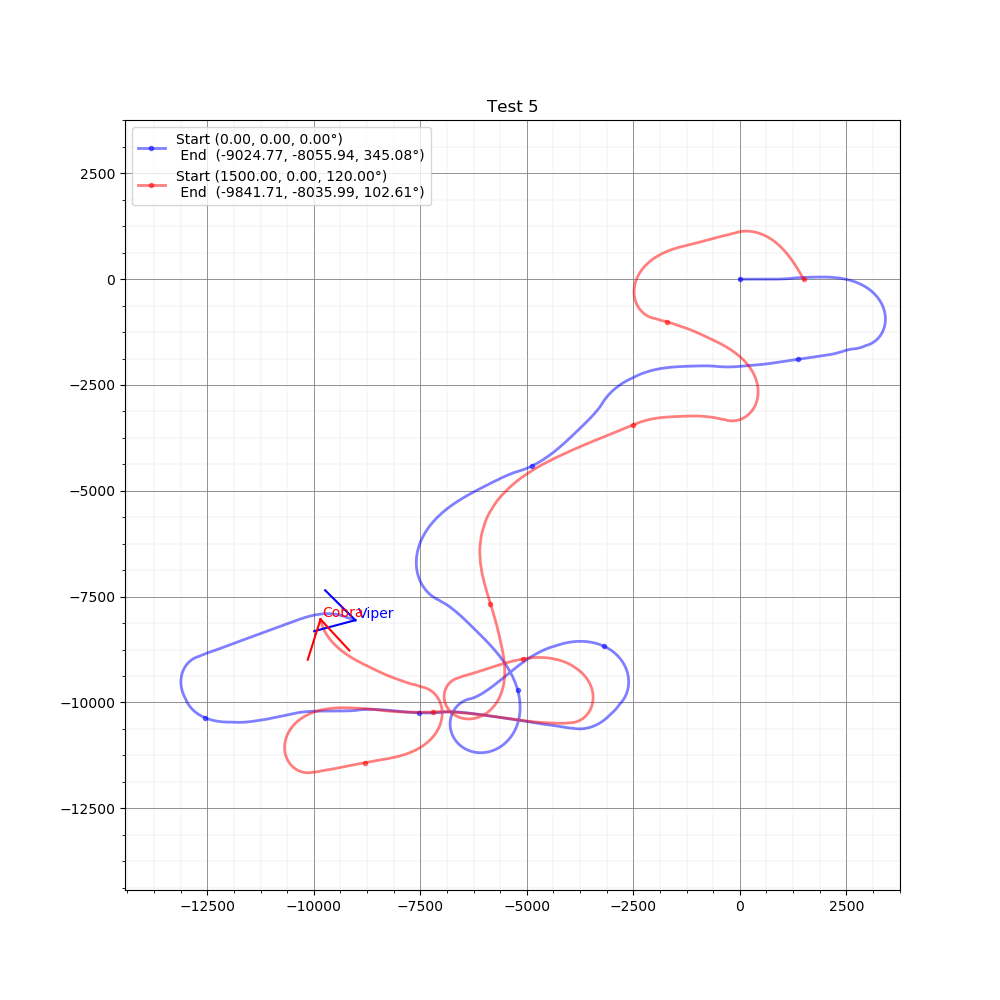 Test 5
Start (0.00, 0.00, 0.00°)
End (-9024.77, -8055.94, 345.08°)
Start (1500.00, 0.00, 120.00°)
End (-9841.71, -8035.99, 102.61°)
2500
0
−2500
−5000
−7500
−10000
−12500
Cobra
Viper
−12500 −10000 −7500 −5000 −2500 0 2500